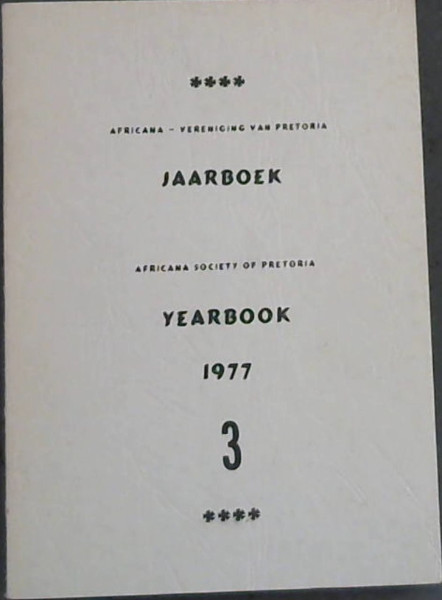 ****
AFRICANA - VERENIGING VAN PRETORIA
JAARBOEK
AFRICANA SOCIETY OF PRETORIA
YEARBOOK
1977
3
****